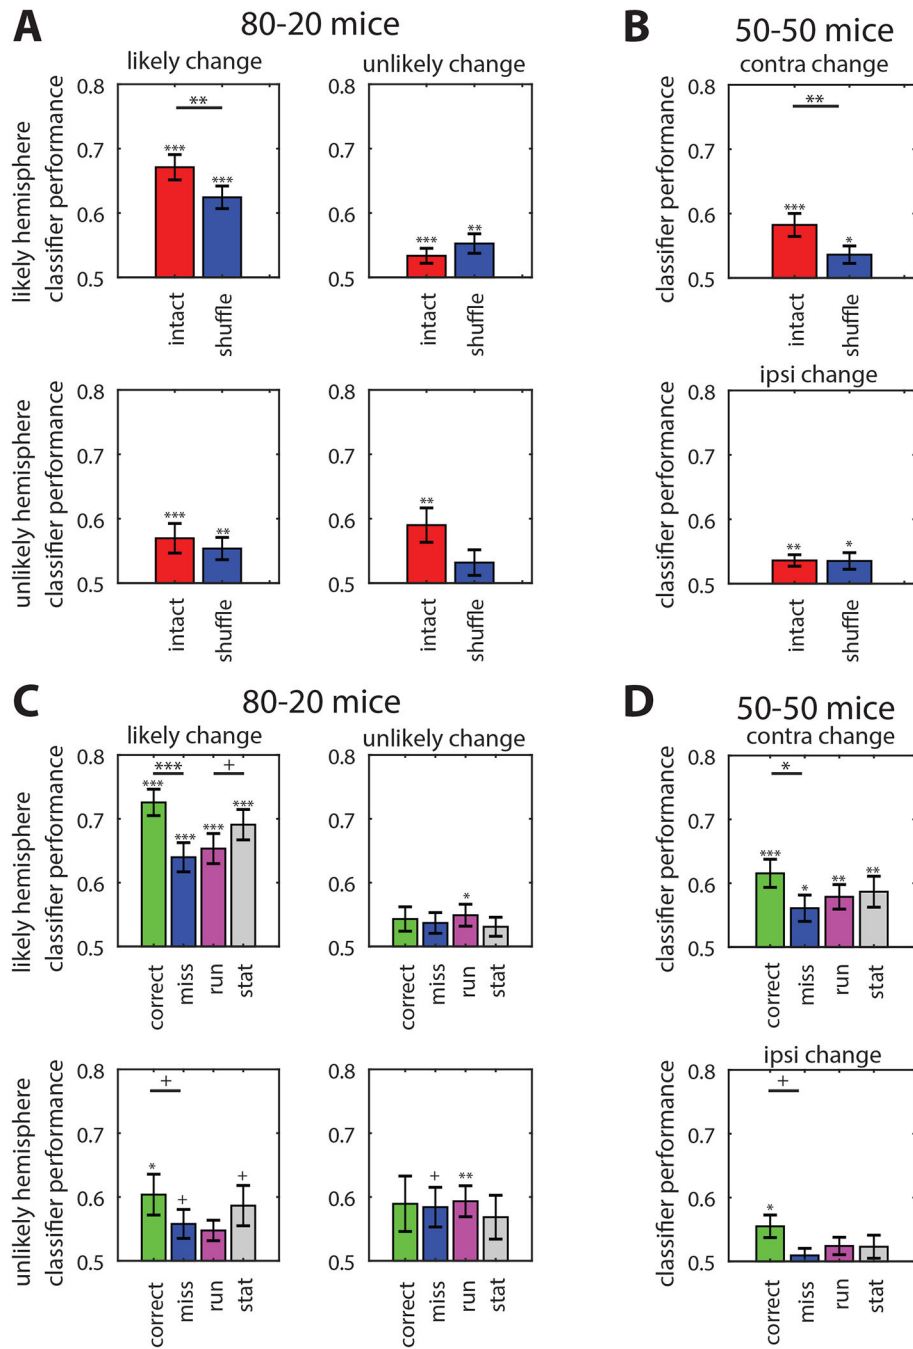 A
80-20 mice
likely change
unlikely change
likely hemisphere
classifier performance
0.8
0.7
0.6
0.5
**
***
***
intact
shuffle
0.8
0.7
0.6
0.5
***
**
intact
shuffle
unlikely hemisphere
classifier performance
0.8
0.7
0.6
0.5
***
**
intact
shuffle
0.8
0.7
0.6
0.5
**
intact
shuffle
B
50-50 mice
contra change
classifier performance
0.8
0.7
0.6
0.5
**
***
*
intact
shuffle
ipsi change
classifier performance
0.8
0.7
0.6
0.5
**
*
intact
shuffle
C
80-20 mice
likely change
unlikely change
likely hemisphere
classifier performance
0.8
0.7
0.6
0.5
***
+
***
***
***
***
correct
miss
run
stat
0.8
0.7
0.6
0.5
*
correct
miss
run
stat
unlikely hemisphere
classifier performance
0.8
0.7
0.6
0.5
+
*
+
+
correct
miss
run
stat
0.8
0.7
0.6
0.5
+
**
correct
miss
run
stat
D
50-50 mice
contra change
classifier performance
0.8
0.7
0.6
0.5
*
***
*
**
**
correct
miss
run
stat
ipsi change
classifier performance
0.8
0.7
0.6
0.5
+
*
correct
miss
run
stat